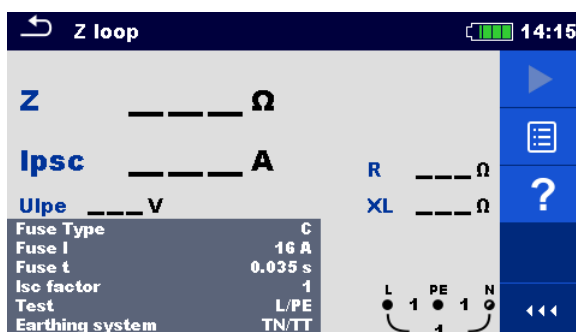 Z loop 14:15
Z ___ Ω
Ipsc ___ A
R ___ Ω
Ulpe ___ V
XL ___ Ω
Fuse Type C
Fuse I 16 A
Fuse t 0.035 s
Isc factor 1
Test L/PE
Earthing system TN/TT
L PE N
1 1
1
?